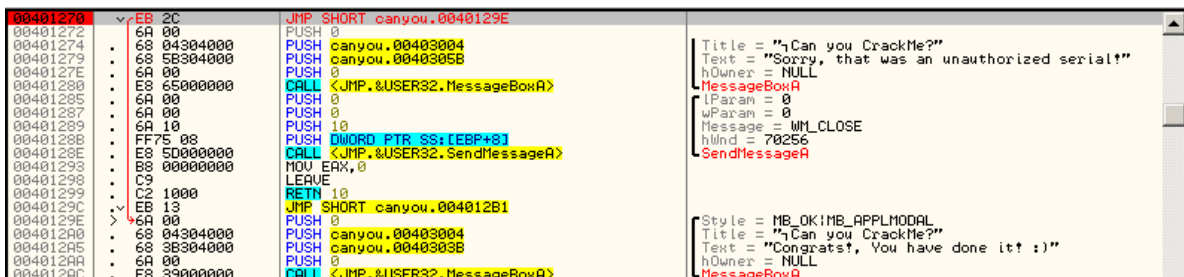 00401270 EB 2C JMP SHORT canyou.0040129E
00401272 6A 00 PUSH 0
00401274 . 68 04304000 PUSH canyou.00403004 Title = "┐Can you CrackMe?"
00401279 . 68 5B304000 PUSH canyou.0040305B Text = "Sorry, that was an unauthorized serial!"
0040127E . 6A 00 PUSH 0 hOwner = NULL
00401280 . E8 65000000 CALL <JMP.&USER32.MessageBoxA> MessageBoxA
00401285 . 6A 00 PUSH 0 lParam = 0
00401287 . 6A 00 PUSH 0 wParam = 0
00401289 . 6A 10 PUSH 10 Message = WM_CLOSE
0040128B . FF75 08 PUSH DWORD PTR SS:[EBP+8] hWnd = 70256
0040128E . E8 5D000000 CALL <JMP.&USER32.SendMessageA> SendMessageA
00401293 . B8 00000000 MOV EAX,0
00401298 . C9 LEAVE
00401299 . C2 1000 RETN 10
0040129C . EB 13 JMP SHORT canyou.004012B1
0040129E > 6A 00 PUSH 0 Style = MB_OK|MB_APPLMODAL
004012A0 . 68 04304000 PUSH canyou.00403004 Title = "┐Can you CrackMe?"
004012A5 . 68 3B304000 PUSH canyou.0040303B Text = "Congrats!, You have done it! :)"
004012AA . 6A 00 PUSH 0 hOwner = NULL
004012AC . E8 39000000 CALL <JMP.&USER32.MessageBoxA> MessageBoxA